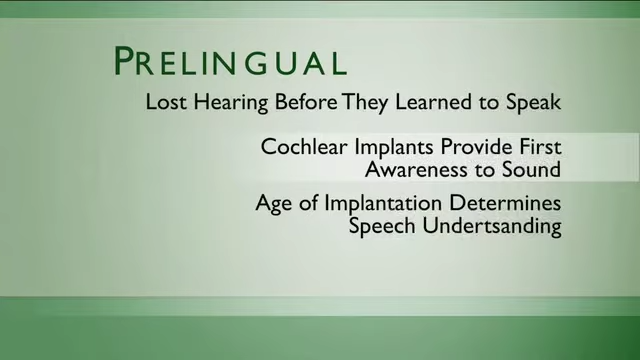 PRELINGUAL
Lost Hearing Before They Learned to Speak
Cochlear Implants Provide First
Awareness to Sound
Age of Implantation Determines
Speech Undertsanding